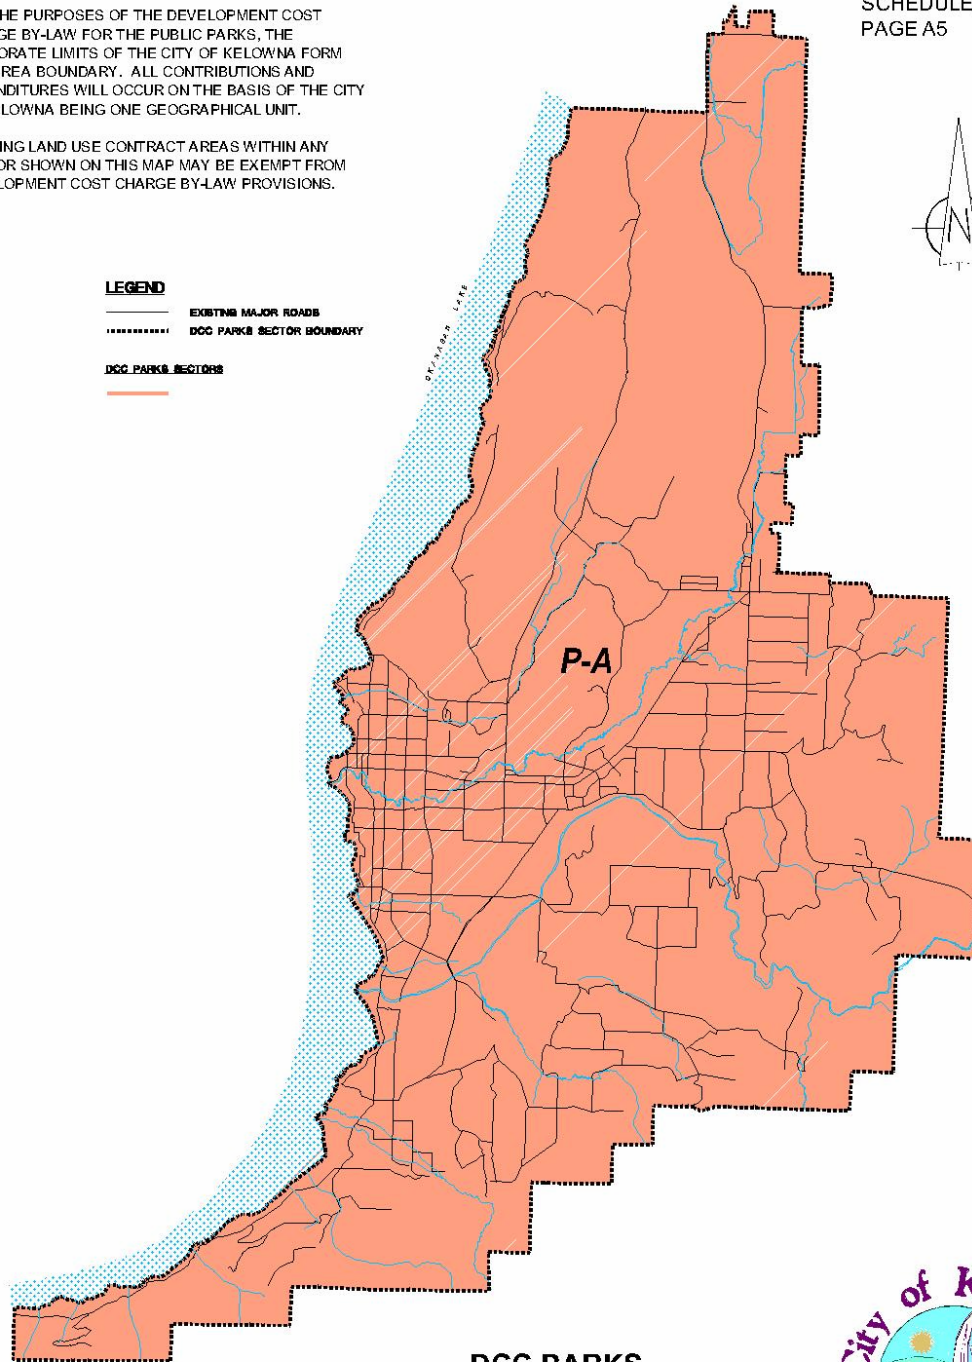 HE PURPOSES OF THE DEVELOPMENT COST
GE BY-LAW FOR THE PUBLIC PARKS, THE
ORATE LIMITS OF THE CITY OF KELOWNA FORM
REA BOUNDARY. ALL CONTRIBUTIONS AND
NDITURES WILL OCCUR ON THE BASIS OF THE CITY
LOWNA BEING ONE GEOGRAPHICAL UNIT.
ING LAND USE CONTRACT AREAS WITHIN ANY
OR SHOWN ON THIS MAP MAY BE EXEMPT FROM
LOPMENT COST CHARGE BY-LAW PROVISIONS.
SCHEDULE
PAGE A5
N
LEGEND
EXISTING MAJOR ROADS
DCC PARKS SECTOR BOUNDARY
DCC PARKS SECTORS
OKANAGAN LAKE
P-A
DCC PARKS
City of K